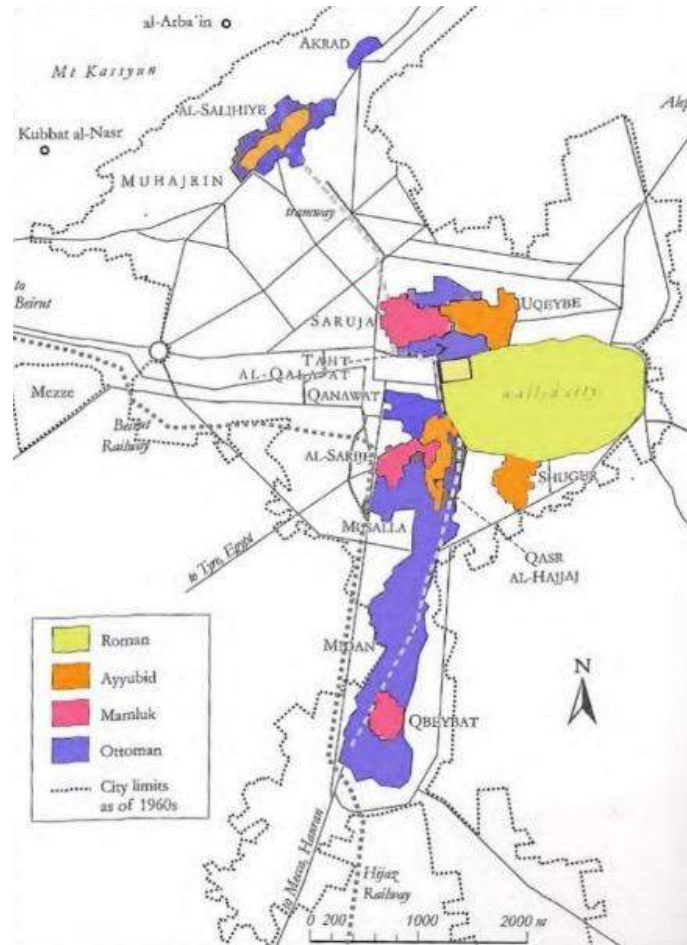 al-Arba'in
AKRAD
Mt Kassyun
AL-SALIHIYE
Kubbat al-Nasr
MUHAJRIN
tramway
to
Beirut
UQEYBE
SARUJA
TAHT
AL-QALAFAT
QANAWAT
walled city
Mezze
Beirut
Railway
AL-SARIJE
SHUGUR
MUSALLA
QASR
AL-HAJJAJ
to Tyre, Egypt
MIDAN
N
QBEYBAT
Roman
Ayyubid
Mamluk
Ottoman
City limits
as of 1960s
to Mecca, Hauran
Hijaz
Railway
0 200 1000 2000 m